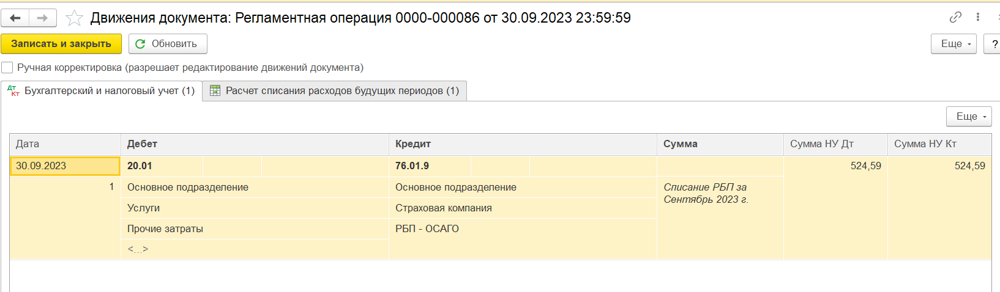 Движения документа: Регламентная операция 0000-000086 от 30.09.2023 23:59:59
Записать и закрыть Обновить Еще ?
Ручная корректировка (разрешает редактирование движений документа)
Дт Кт Бухгалтерский и налоговый учет (1) Расчет списания расходов будущих периодов (1)
Еще
Дата Дебет Кредит Сумма Сумма НУ Дт Сумма НУ Кт
30.09.2023 20.01 76.01.9 524,59 524,59
1 Основное подразделение Основное подразделение Списание РБП за
Сентябрь 2023 г.
Услуги Страховая компания
Прочие затраты РБП - ОСАГО
<...>